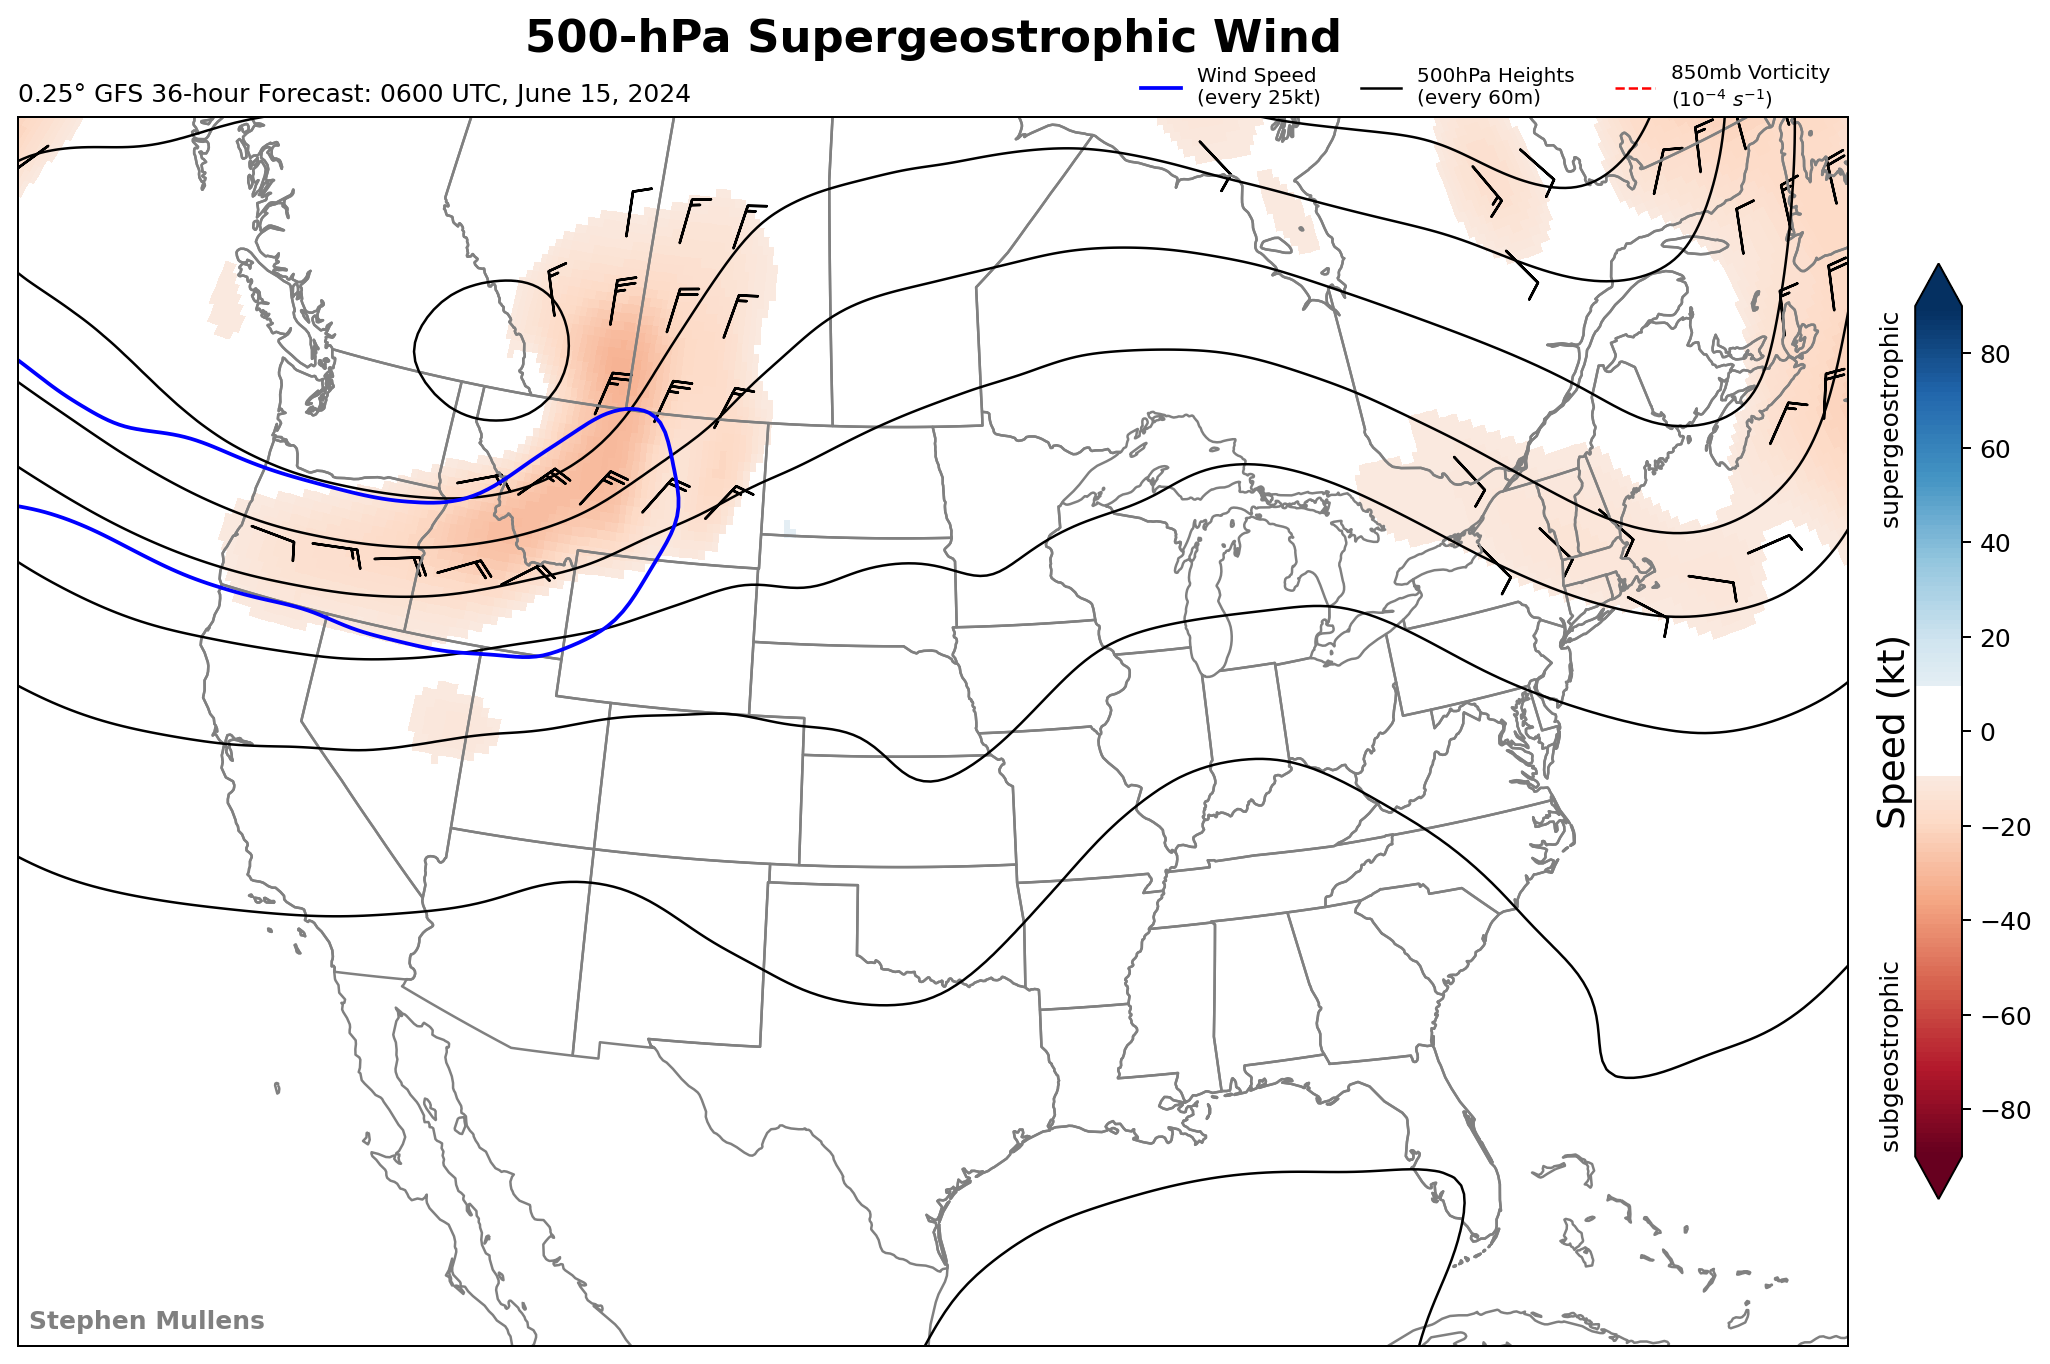 500-hPa Supergeostrophic Wind
0.25° GFS 36-hour Forecast: 0600 UTC, June 15, 2024
Wind Speed
(every 25kt)
500hPa Heights
(every 60m)
850mb Vorticity
(10⁻⁴ s⁻¹)
supergeostrophic
Speed (kt)
subgeostrophic
80
60
40
20
0
−20
−40
−60
−80
Stephen Mullens